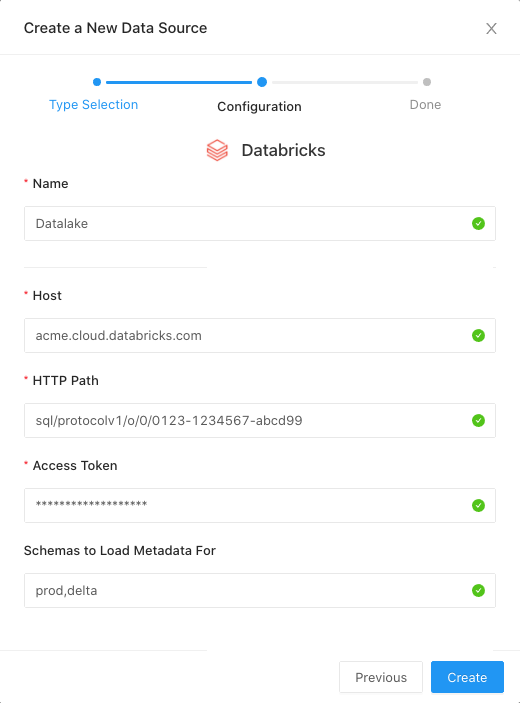 Create a New Data Source
Type Selection
Configuration
Done
Databricks
* Name
Datalake
* Host
acme.cloud.databricks.com
* HTTP Path
sql/protocolv1/o/0/0123-1234567-abcd99
* Access Token
*******************
Schemas to Load Metadata For
prod,delta
Previous
Create